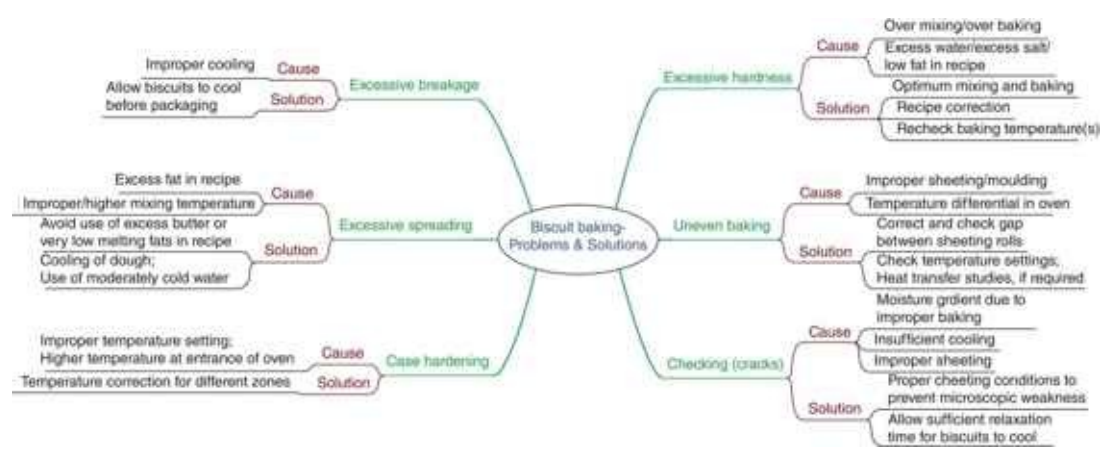 Biscuit baking-
Problems & Solutions
Excessive breakage
Cause
Improper cooling
Solution
Allow biscuits to cool
before packaging
Excessive spreading
Cause
Excess fat in recipe
Improper/higher mixing temperature
Solution
Avoid use of excess butter or
very low melting fats in recipe
Cooling of dough;
Use of moderately cold water
Case hardening
Cause
Improper temperature setting;
Higher temperature at entrance of oven
Solution
Temperature correction for different zones
Excessive hardness
Cause
Over mixing/over baking
Excess water/excess salt/
low fat in recipe
Solution
Optimum mixing and baking
Recipe correction
Recheck baking temperature(s)
Uneven baking
Cause
Improper sheeting/moulding
Temperature differential in oven
Solution
Correct and check gap
between sheeting rolls
Check temperature settings;
Heat transfer studies, if required
Checking (cracks)
Cause
Moisture grdient due to
improper baking
Insufficient cooling
Improper sheeting
Solution
Proper cheeting conditions to
prevent microscopic weakness
Allow sufficient relaxation
time for biscuits to cool